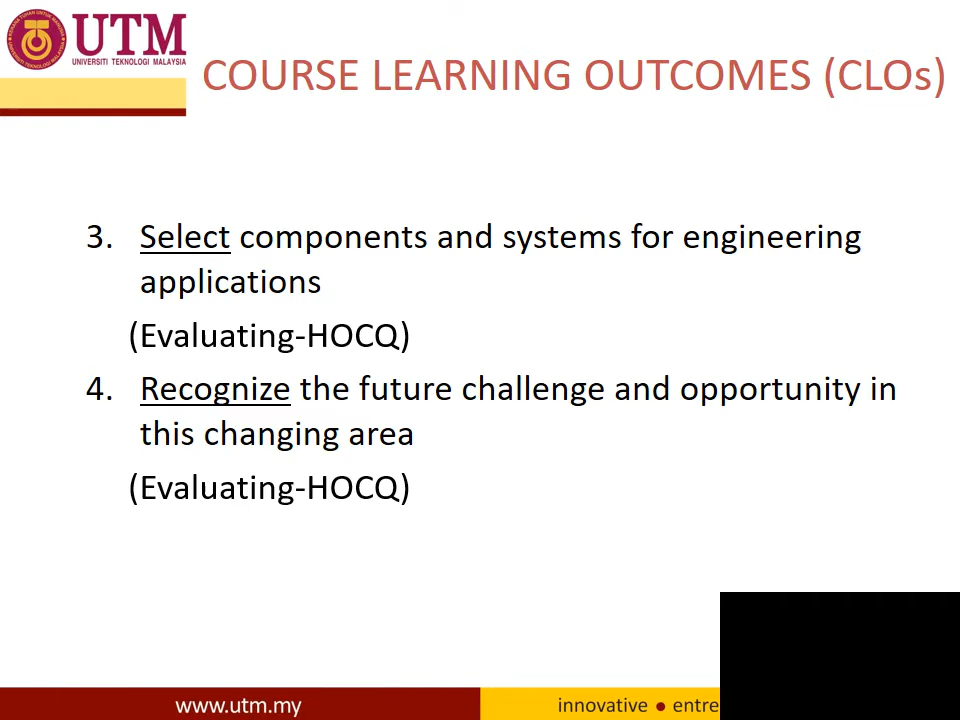 UTM
UNIVERSITI TEKNOLOGI MALAYSIA
COURSE LEARNING OUTCOMES (CLOs)
3. Select components and systems for engineering
applications
(Evaluating-HOCQ)
4. Recognize the future challenge and opportunity in
this changing area
(Evaluating-HOCQ)
www.utm.my
innovative ● entre